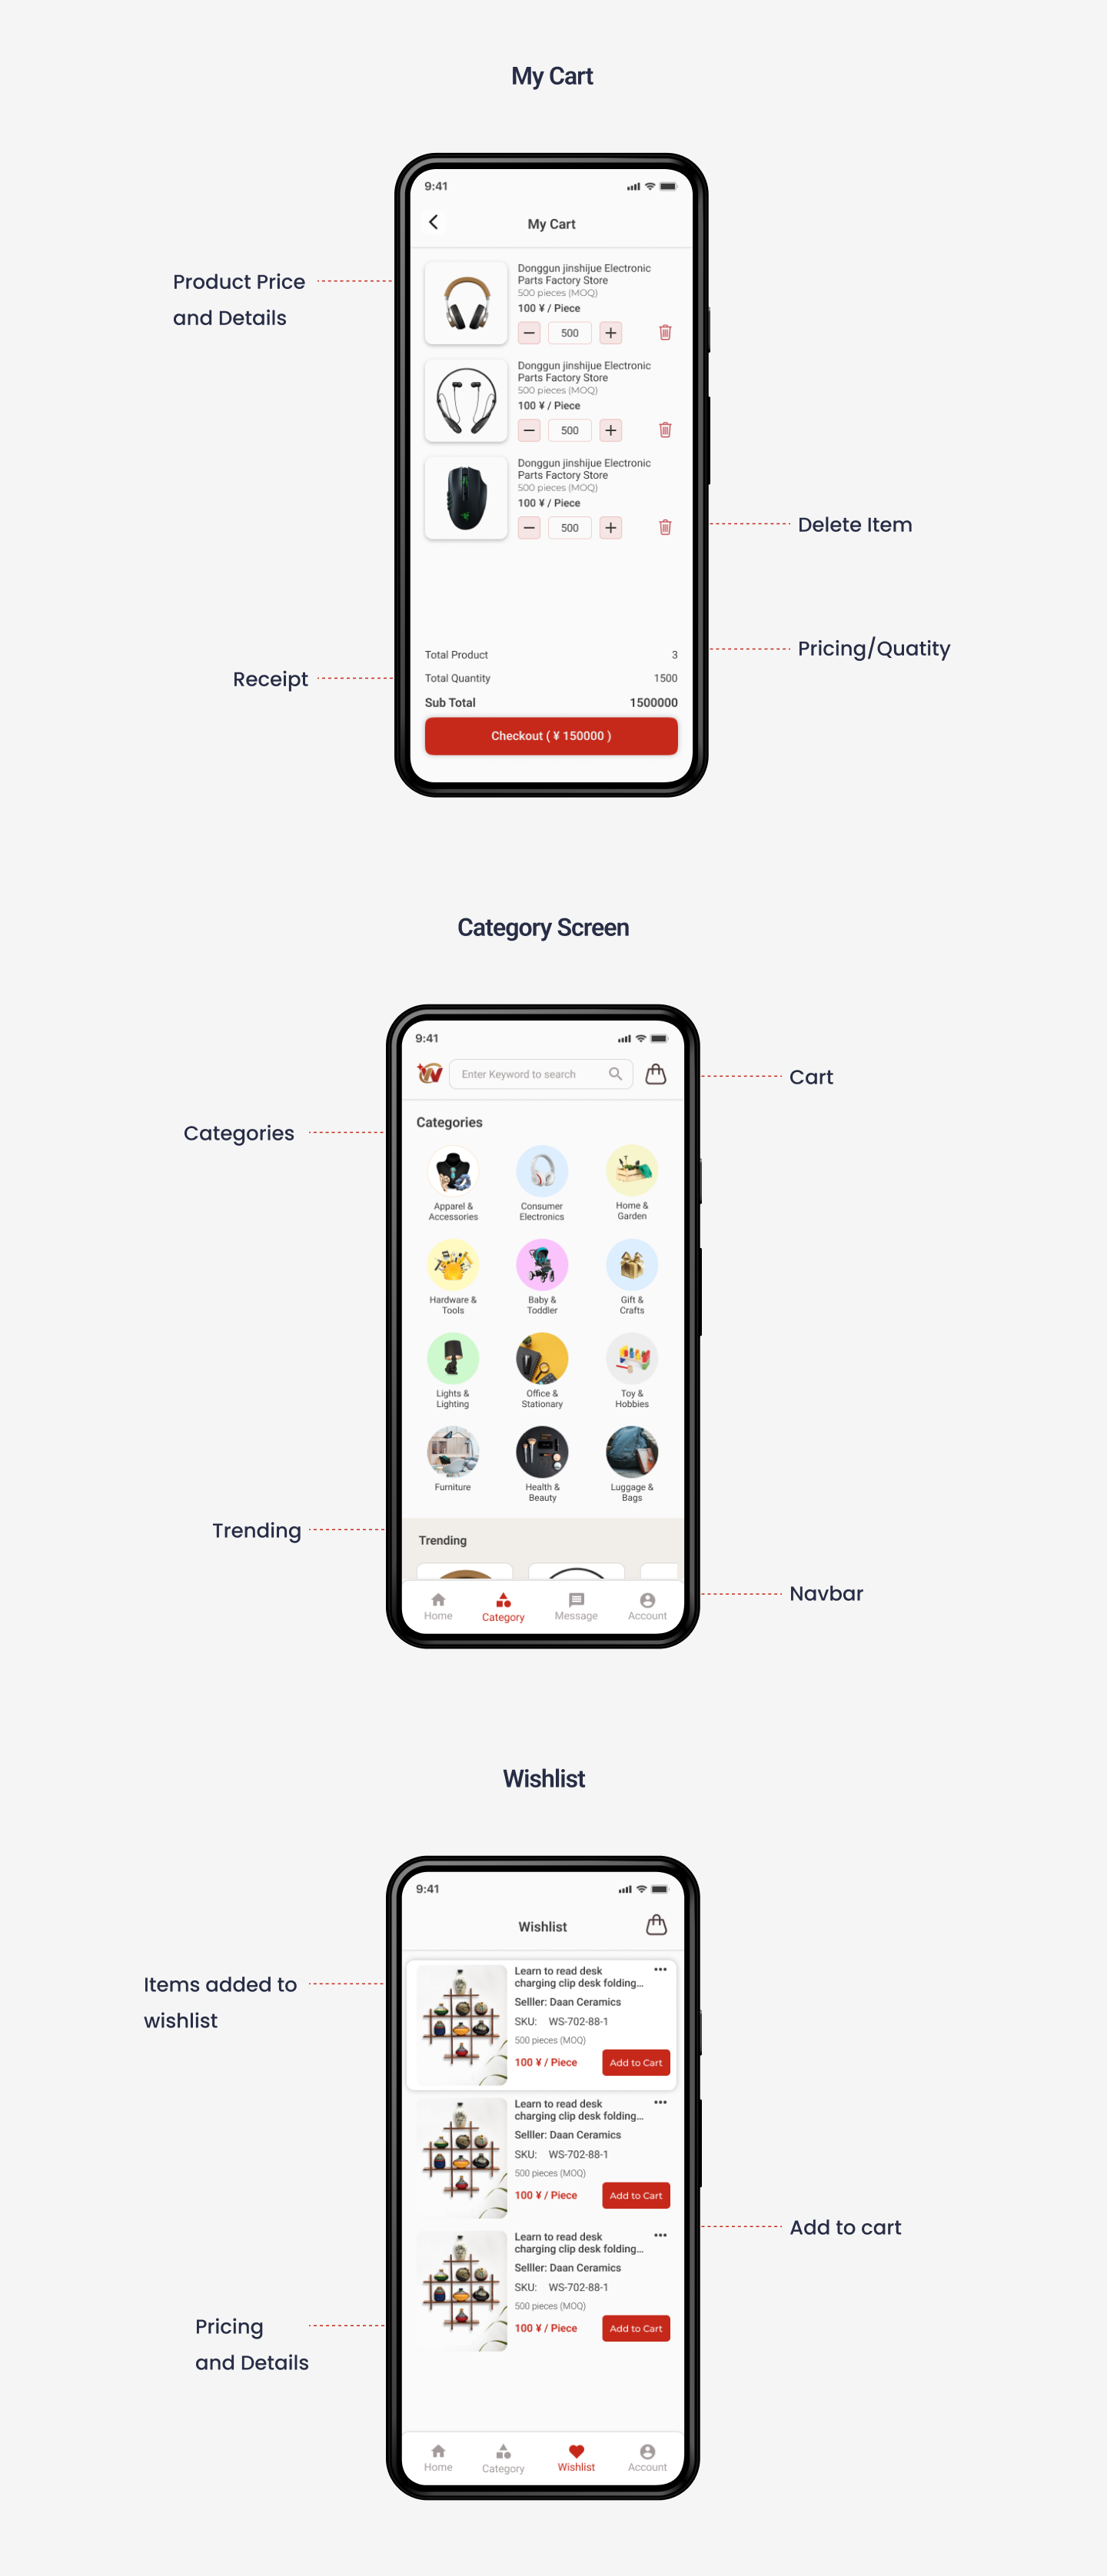 My Cart
9:41
My Cart
Product Price
and Details
Donggun jinshijue Electronic
Parts Factory Store
500 pieces (MOQ)
100 ¥ / Piece
500
Donggun jinshijue Electronic
Parts Factory Store
500 pieces (MOQ)
100 ¥ / Piece
500
Donggun jinshijue Electronic
Parts Factory Store
500 pieces (MOQ)
100 ¥ / Piece
500
Delete Item
Pricing/Quatity
Receipt
Total Product 3
Total Quantity 1500
Sub Total 1500000
Checkout ( ¥ 150000 )
Category Screen
9:41
W
Enter Keyword to search
Cart
Categories
Categories
Apparel &
Accessories
Consumer
Electronics
Home &
Garden
Hardware &
Tools
Baby &
Toddler
Gift &
Crafts
Lights &
Lighting
Office &
Stationary
Toy &
Hobbies
Furniture
Health &
Beauty
Luggage &
Bags
Trending
Trending
Navbar
Home Category Message Account
Wishlist
9:41
Wishlist
Items added to
wishlist
Learn to read desk
charging clip desk folding...
Selller: Daan Ceramics
SKU: WS-702-88-1
500 pieces (MOQ)
100 ¥ / Piece Add to Cart
Learn to read desk
charging clip desk folding...
Selller: Daan Ceramics
SKU: WS-702-88-1
500 pieces (MOQ)
100 ¥ / Piece Add to Cart
Add to cart
Learn to read desk
charging clip desk folding...
Selller: Daan Ceramics
SKU: WS-702-88-1
500 pieces (MOQ)
100 ¥ / Piece Add to Cart
Pricing
and Details
Home Category Wishlist Account